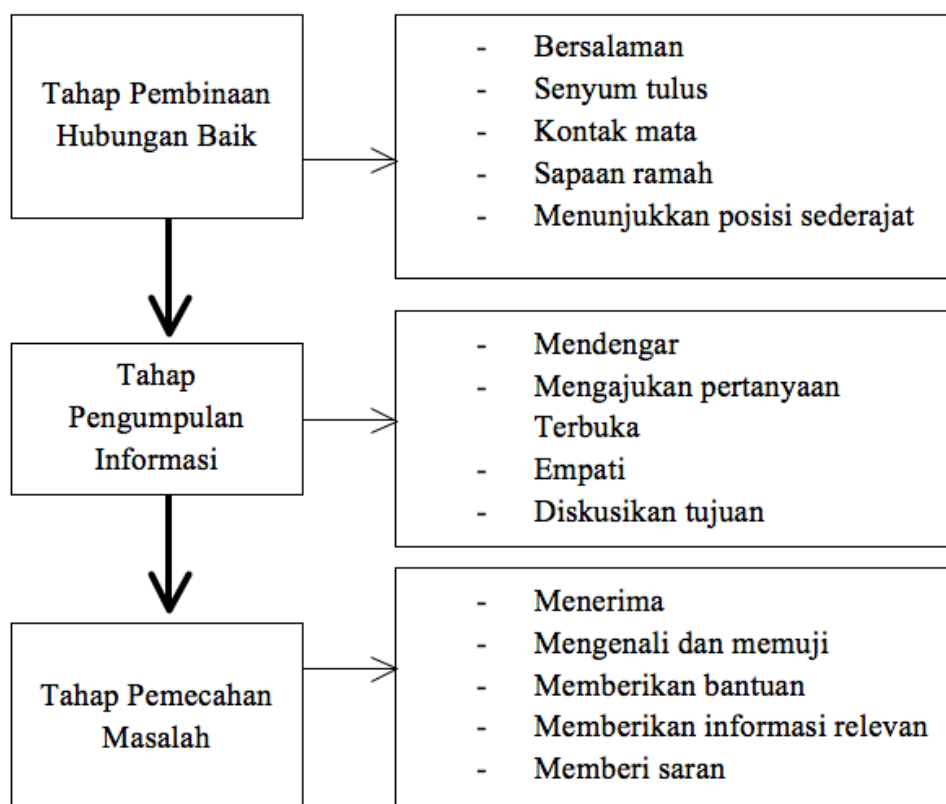 Tahap Pembinaan
Hubungan Baik
- Bersalaman
- Senyum tulus
- Kontak mata
- Sapaan ramah
- Menunjukkan posisi sederajat
Tahap
Pengumpulan
Informasi
- Mendengar
- Mengajukan pertanyaan
Terbuka
- Empati
- Diskusikan tujuan
Tahap Pemecahan
Masalah
- Menerima
- Mengenali dan memuji
- Memberikan bantuan
- Memberikan informasi relevan
- Memberi saran